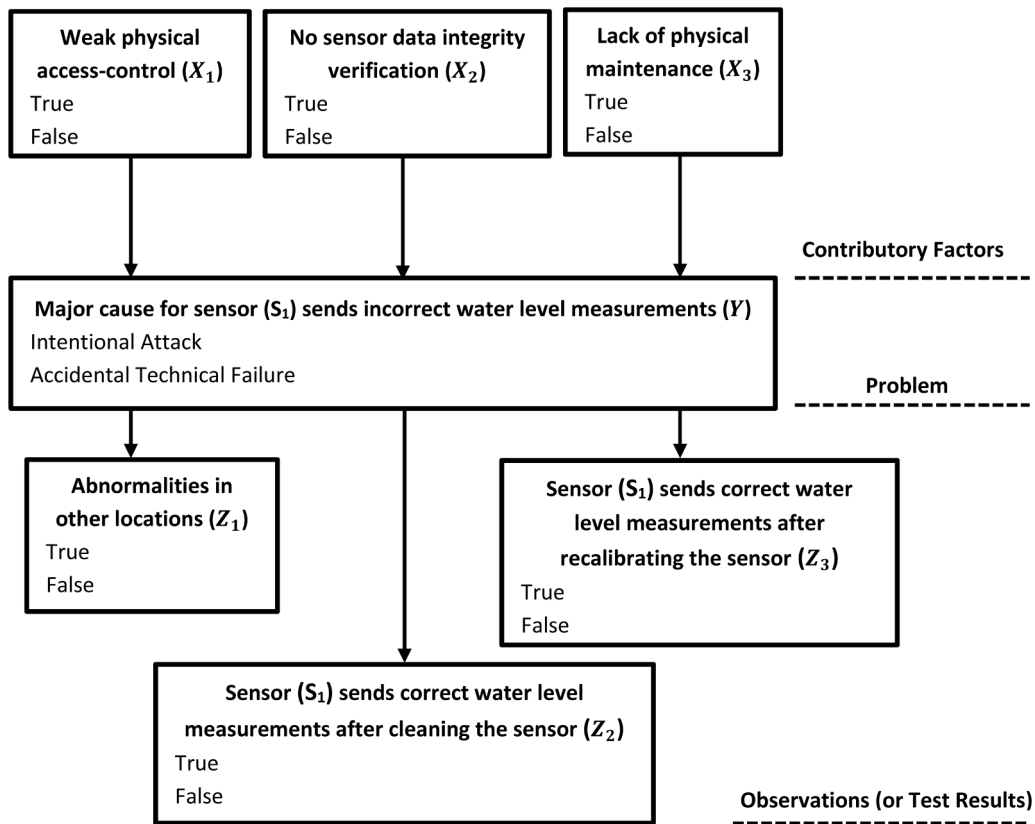 Weak physical
access-control (X₁)
True
False
No sensor data integrity
verification (X₂)
True
False
Lack of physical
maintenance (X₃)
True
False
Contributory Factors
Major cause for sensor (S₁) sends incorrect water level measurements (Y)
Intentional Attack
Accidental Technical Failure
Problem
Abnormalities in
other locations (Z₁)
True
False
Sensor (S₁) sends correct water
level measurements after
recalibrating the sensor (Z₃)
True
False
Sensor (S₁) sends correct water level
measurements after cleaning the sensor (Z₂)
True
False
Observations (or Test Results)